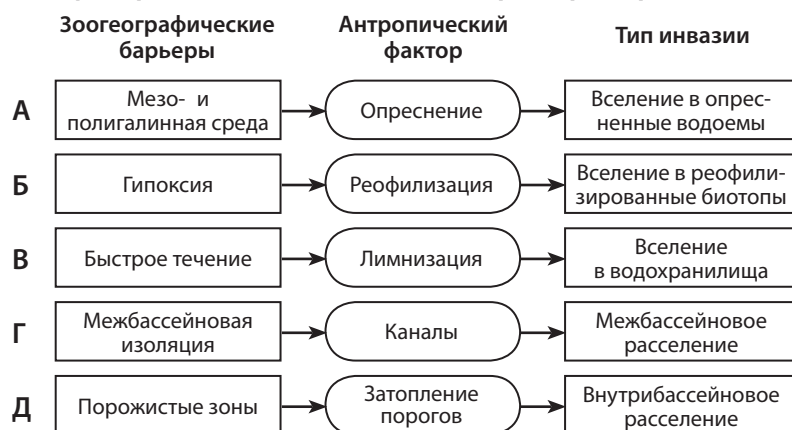 Зоогеографические
барьеры
Антропический
фактор
Тип инвазии
А
Мезо- и
полигалинная среда
Опреснение
Вселение в опрес-
ненные водоемы
Б
Гипоксия
Реофилизация
Вселение в реофили-
зированные биотопы
В
Быстрое течение
Лимнизация
Вселение
в водохранилища
Г
Межбассейновая
изоляция
Каналы
Межбассейновое
расселение
Д
Порожистые зоны
Затопление
порогов
Внутрибассейновое
расселение